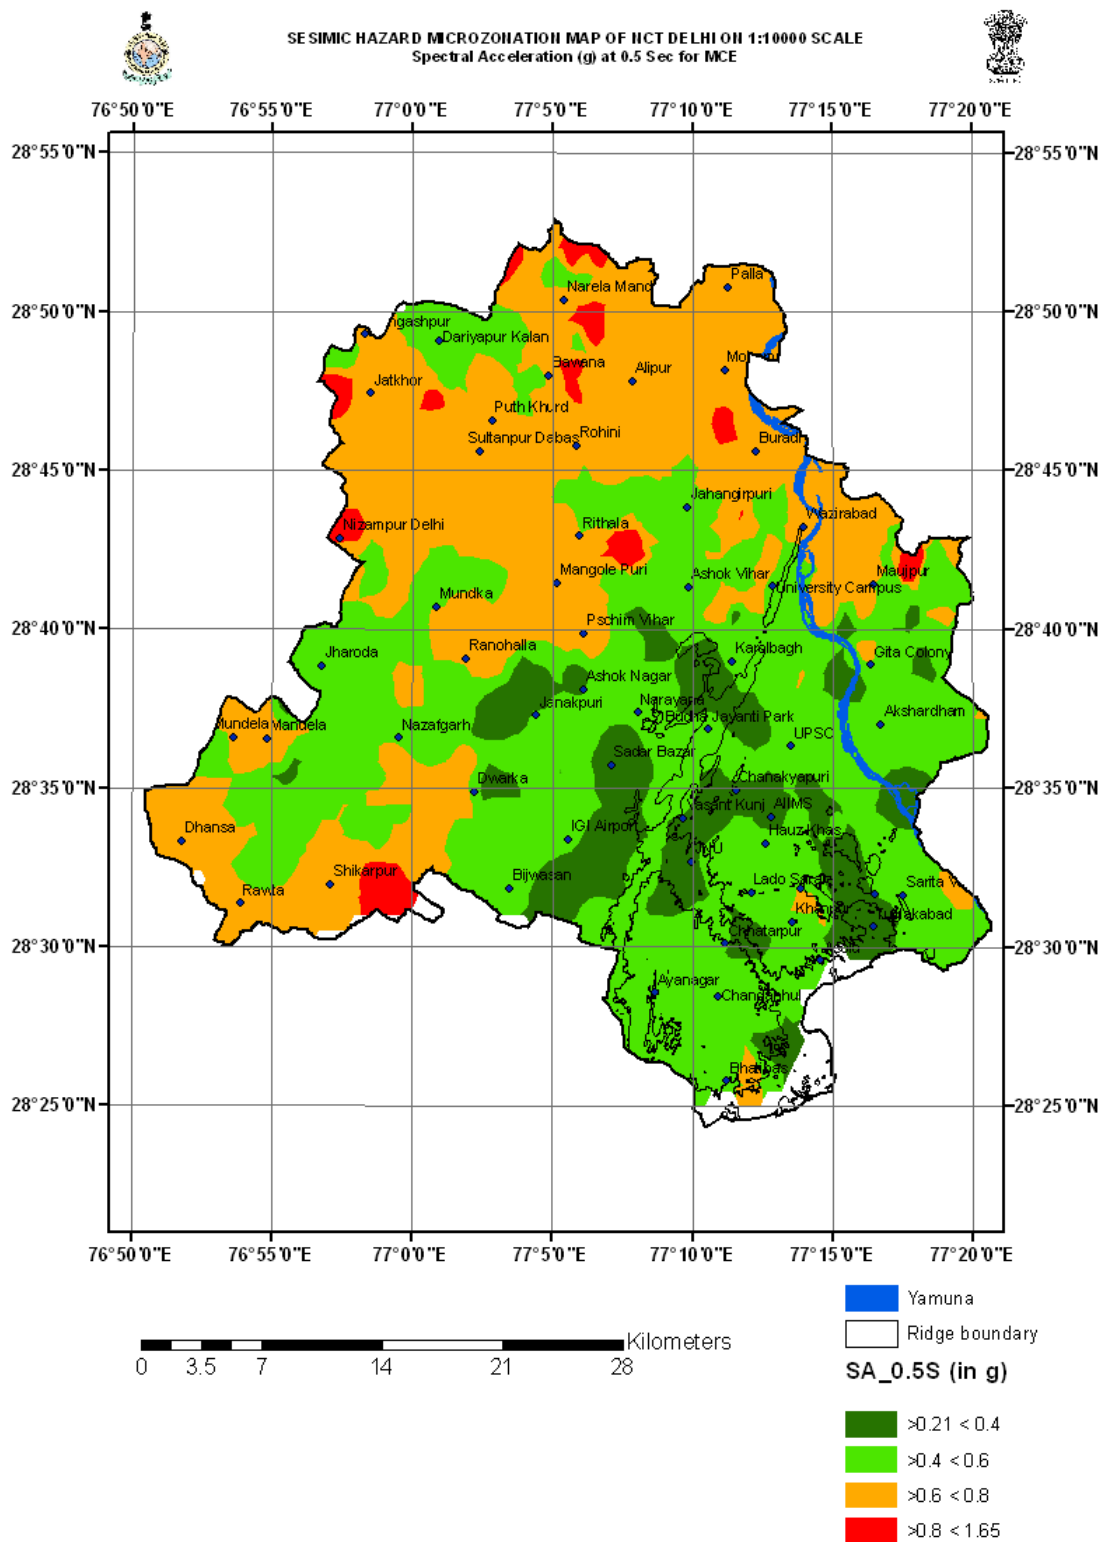 SESIMIC HAZARD MICROZONATION MAP OF NCT DELHI ON 1:10000 SCALE
Spectral Acceleration (g) at 0.5 Sec for MCE
76°50'0"E 76°55'0"E 77°0'0"E 77°5'0"E 77°10'0"E 77°15'0"E 77°20'0"E
28°55'0"N 28°55'0"N
Palla
Narela Mand
28°50'0"N 28°50'0"N
ngashpur
Dariyapur Kalan
Bawana
Alipur
Jatkhor
Puth Khurd
Sultanpur Dabas
Rohini
Burad
28°45'0"N 28°45'0"N
Jahangirpuri
Wazirabad
Nizampur Delhi
Rithala
Mangole Puri
Ashok Vihar
Maujpur
University Campus
Mundka
28°40'0"N 28°40'0"N
Pschim Vihar
Ranohalla
Karolbagh
Gita Colony
Jharoda
Ashok Nagar
Janakpuri
Narayana
Budha Jayanti Park
Akshardham
Mundela
Mandela
Nazafgarh
UPSC
Sadar Bazar
28°35'0"N 28°35'0"N
Dwarka
Chanakyapuri
Vasant Kunj
AIIMS
Dhansa
IGI Airport
Hauz Khas
JNU
Shikarpur
Bijwasan
Lado Sarai
Sarita V
Rawta
Khanpur
Tuglakabad
28°30'0"N 28°30'0"N
Chhatarpur
Ayanagar
Chandanhul
Bhatibas
28°25'0"N 28°25'0"N
76°50'0"E 76°55'0"E 77°0'0"E 77°5'0"E 77°10'0"E 77°15'0"E 77°20'0"E
Yamuna
Ridge boundary
Kilometers
0 3.5 7 14 21 28
SA_0.5S (in g)
>0.21 < 0.4
>0.4 < 0.6
>0.6 < 0.8
>0.8 < 1.65